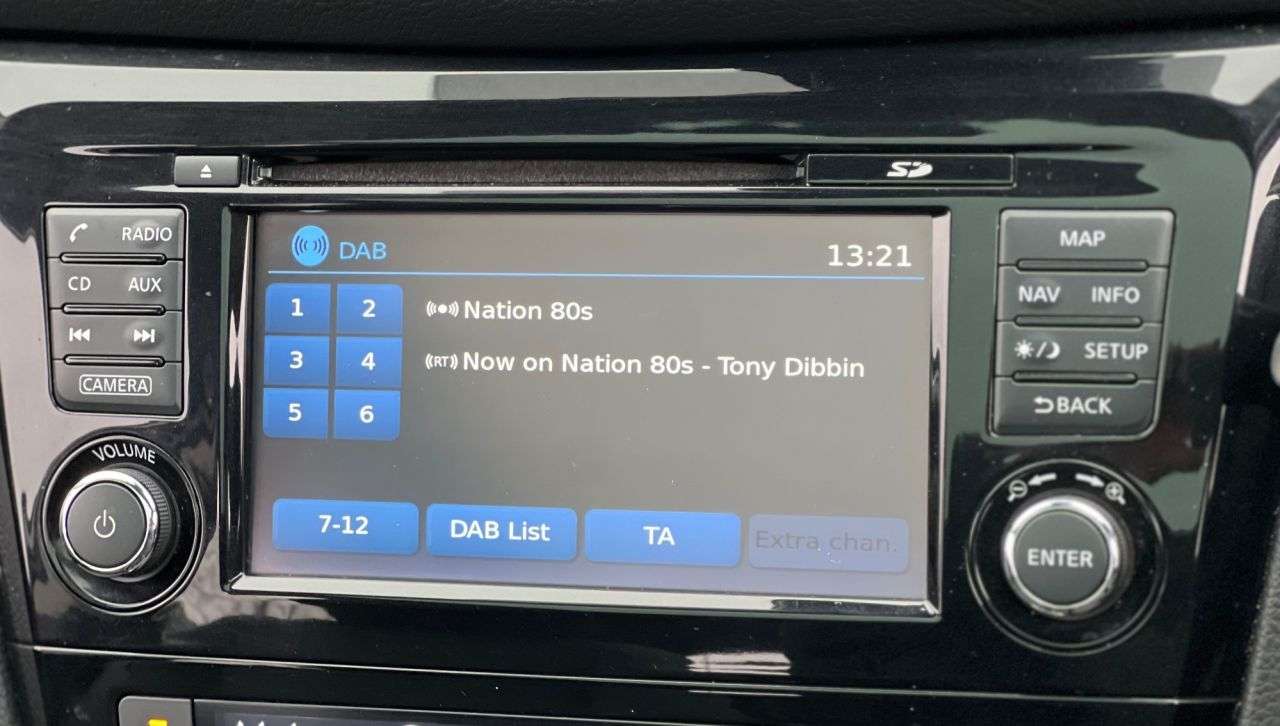 SD
RADIO
CD AUX
CAMERA
VOLUME
DAB
13:21
1 2
3 4
5 6
Nation 80s
RT Now on Nation 80s - Tony Dibbin
7-12 DAB List TA Extra chan.
MAP
NAV INFO
SETUP
BACK
ENTER